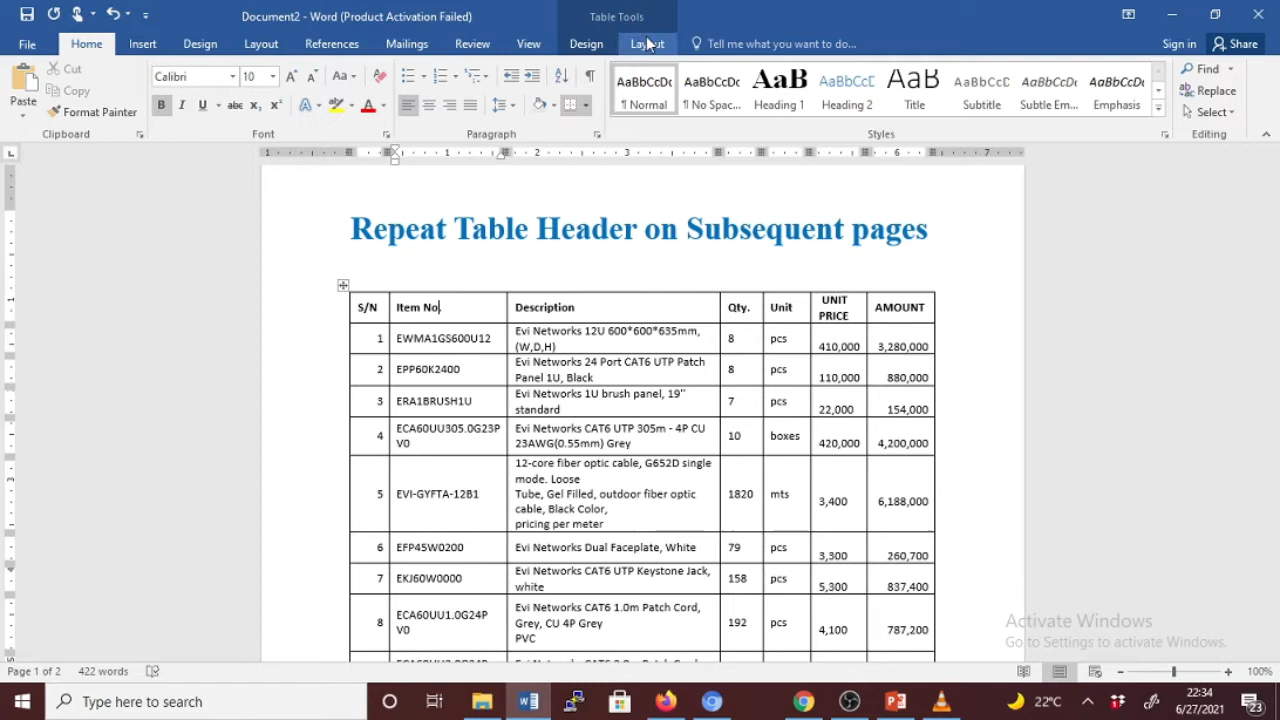 Document2 - Word (Product Activation Failed)
Table Tools
File Home Insert Design Layout References Mailings Review View Design Layout Tell me what you want to do... Sign in Share
Paste
Cut
Copy
Format Painter
Clipboard
Calibri 10
Font
Paragraph
AaBbCcDc AaBbCcDc AaB AaBbCcD AaB AaBbCcD AaBbCcDc AaBbCcDc
¶ Normal ¶ No Spac... Heading 1 Heading 2 Title Subtitle Subtle Em... Emphasis
Styles
Find
Replace
Select
Editing
1 1 2 3 4 6 7
Repeat Table Header on Subsequent pages
S/N Item No. Description Qty. Unit UNIT PRICE AMOUNT
1 EWMA1GS600U12 Evi Networks 12U 600*600*635mm, (W,D,H) 8 pcs 410,000 3,280,000
2 EPP60K2400 Evi Networks 24 Port CAT6 UTP Patch Panel 1U, Black 8 pcs 110,000 880,000
3 ERA1BRUSH1U Evi Networks 1U brush panel, 19" standard 7 pcs 22,000 154,000
4 ECA60UU305.0G23P V0 Evi Networks CAT6 UTP 305m - 4P CU 23AWG(0.55mm) Grey 10 boxes 420,000 4,200,000
5 EVI-GYFTA-12B1 12-core fiber optic cable, G652D single mode. Loose Tube, Gel Filled, outdoor fiber optic cable, Black Color, pricing per meter 1820 mts 3,400 6,188,000
6 EFP45W0200 Evi Networks Dual Faceplate, White 79 pcs 3,300 260,700
7 EKJ60W0000 Evi Networks CAT6 UTP Keystone Jack, white 158 pcs 5,300 837,400
8 ECA60UU1.0G24P V0 Evi Networks CAT6 1.0m Patch Cord, Grey, CU 4P Grey PVC 192 pcs 4,100 787,200
Activate Windows
Go to Settings to activate Windows.
Page 1 of 2 422 words 100%
Type here to search
22°C
22:34
6/27/2021
23